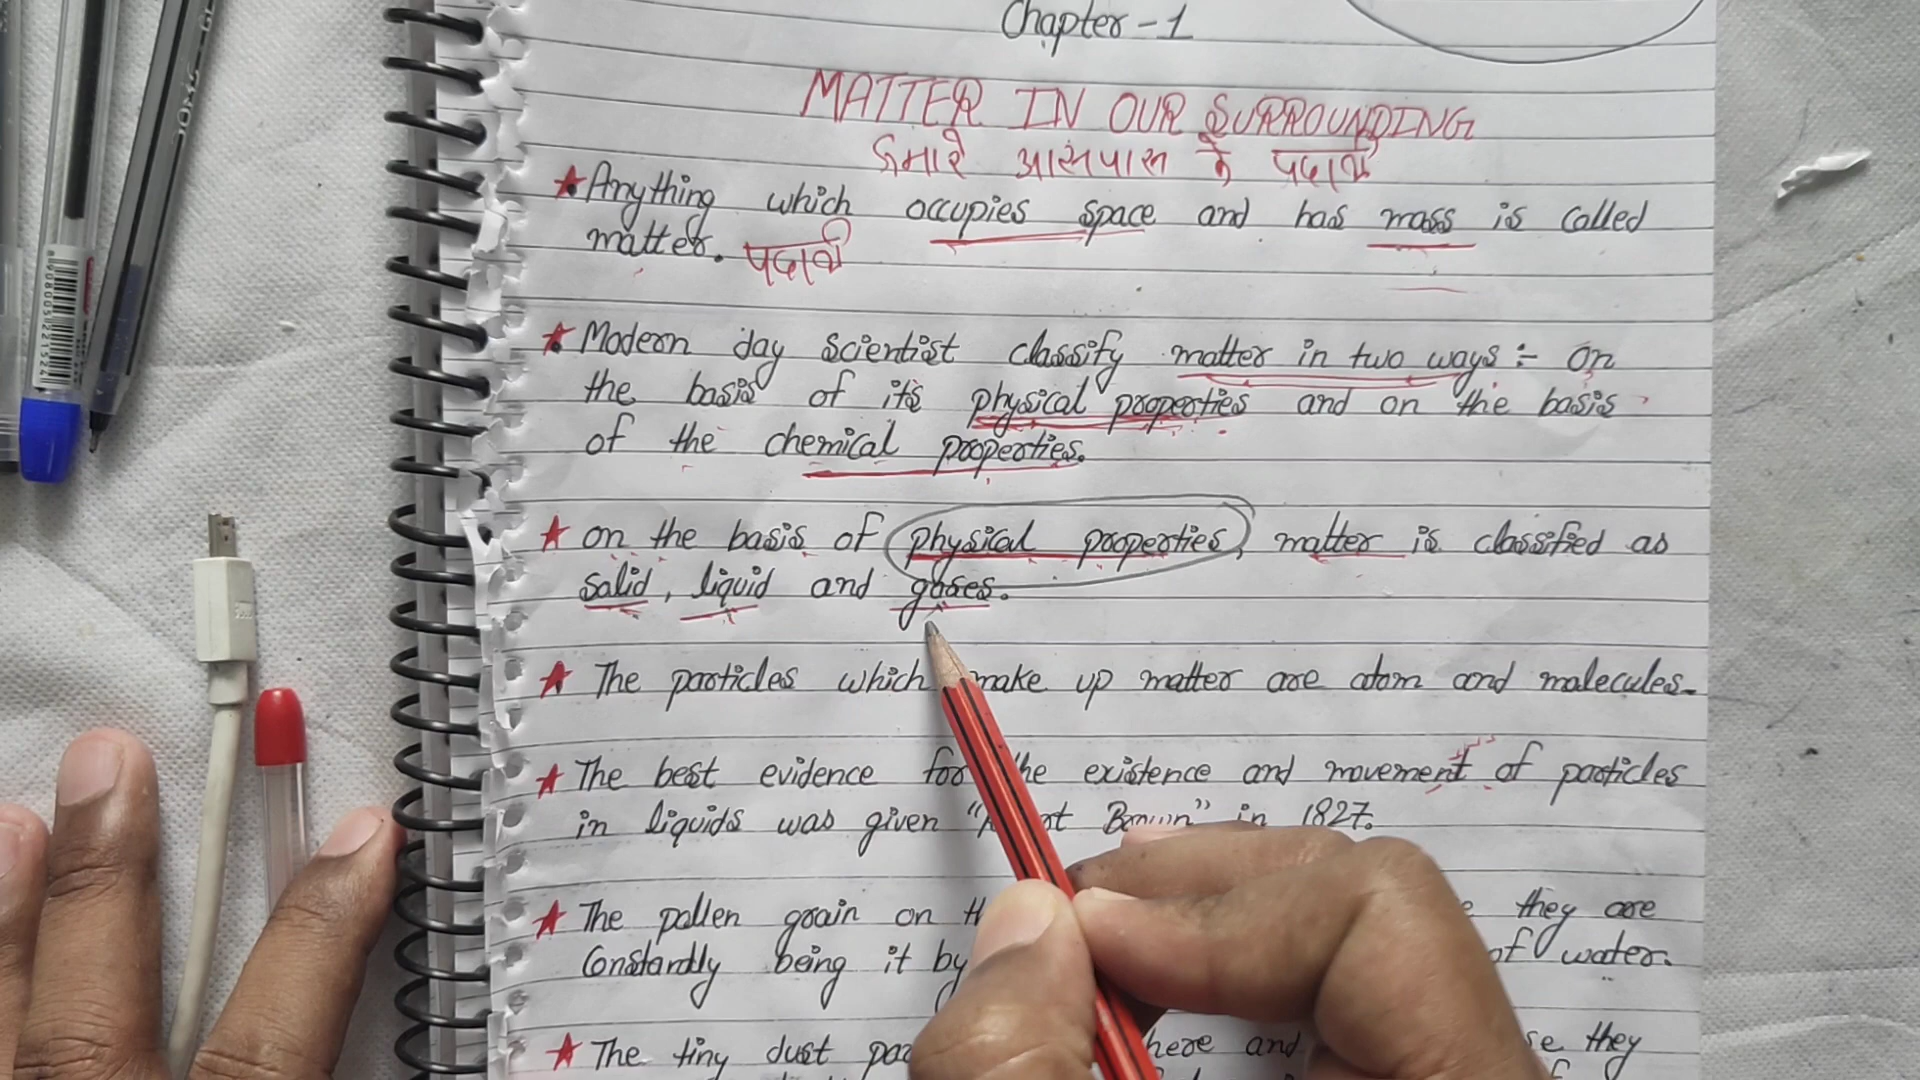 Chapter - 1
MATTER IN OUR SURROUNDING
हमारे आसपास के पदार्थ
★ Anything which occupies space and has mass is called
matter. पदार्थ
★ Modern day scientist classify matter in two ways :- on
the basis of its physical properties and on the basis
of the chemical properties.
★ on the basis of physical properties, matter is classified as
solid, liquid and gases.
★ The particles which make up matter are atom and molecules.
★ The best evidence for the existence and movement of particles
in liquids was given " Brown" in 1827.
★ The pollen grain on they are
Constantly being it by of water.
★ The tiny dust here and they
8908005221524
DOMS